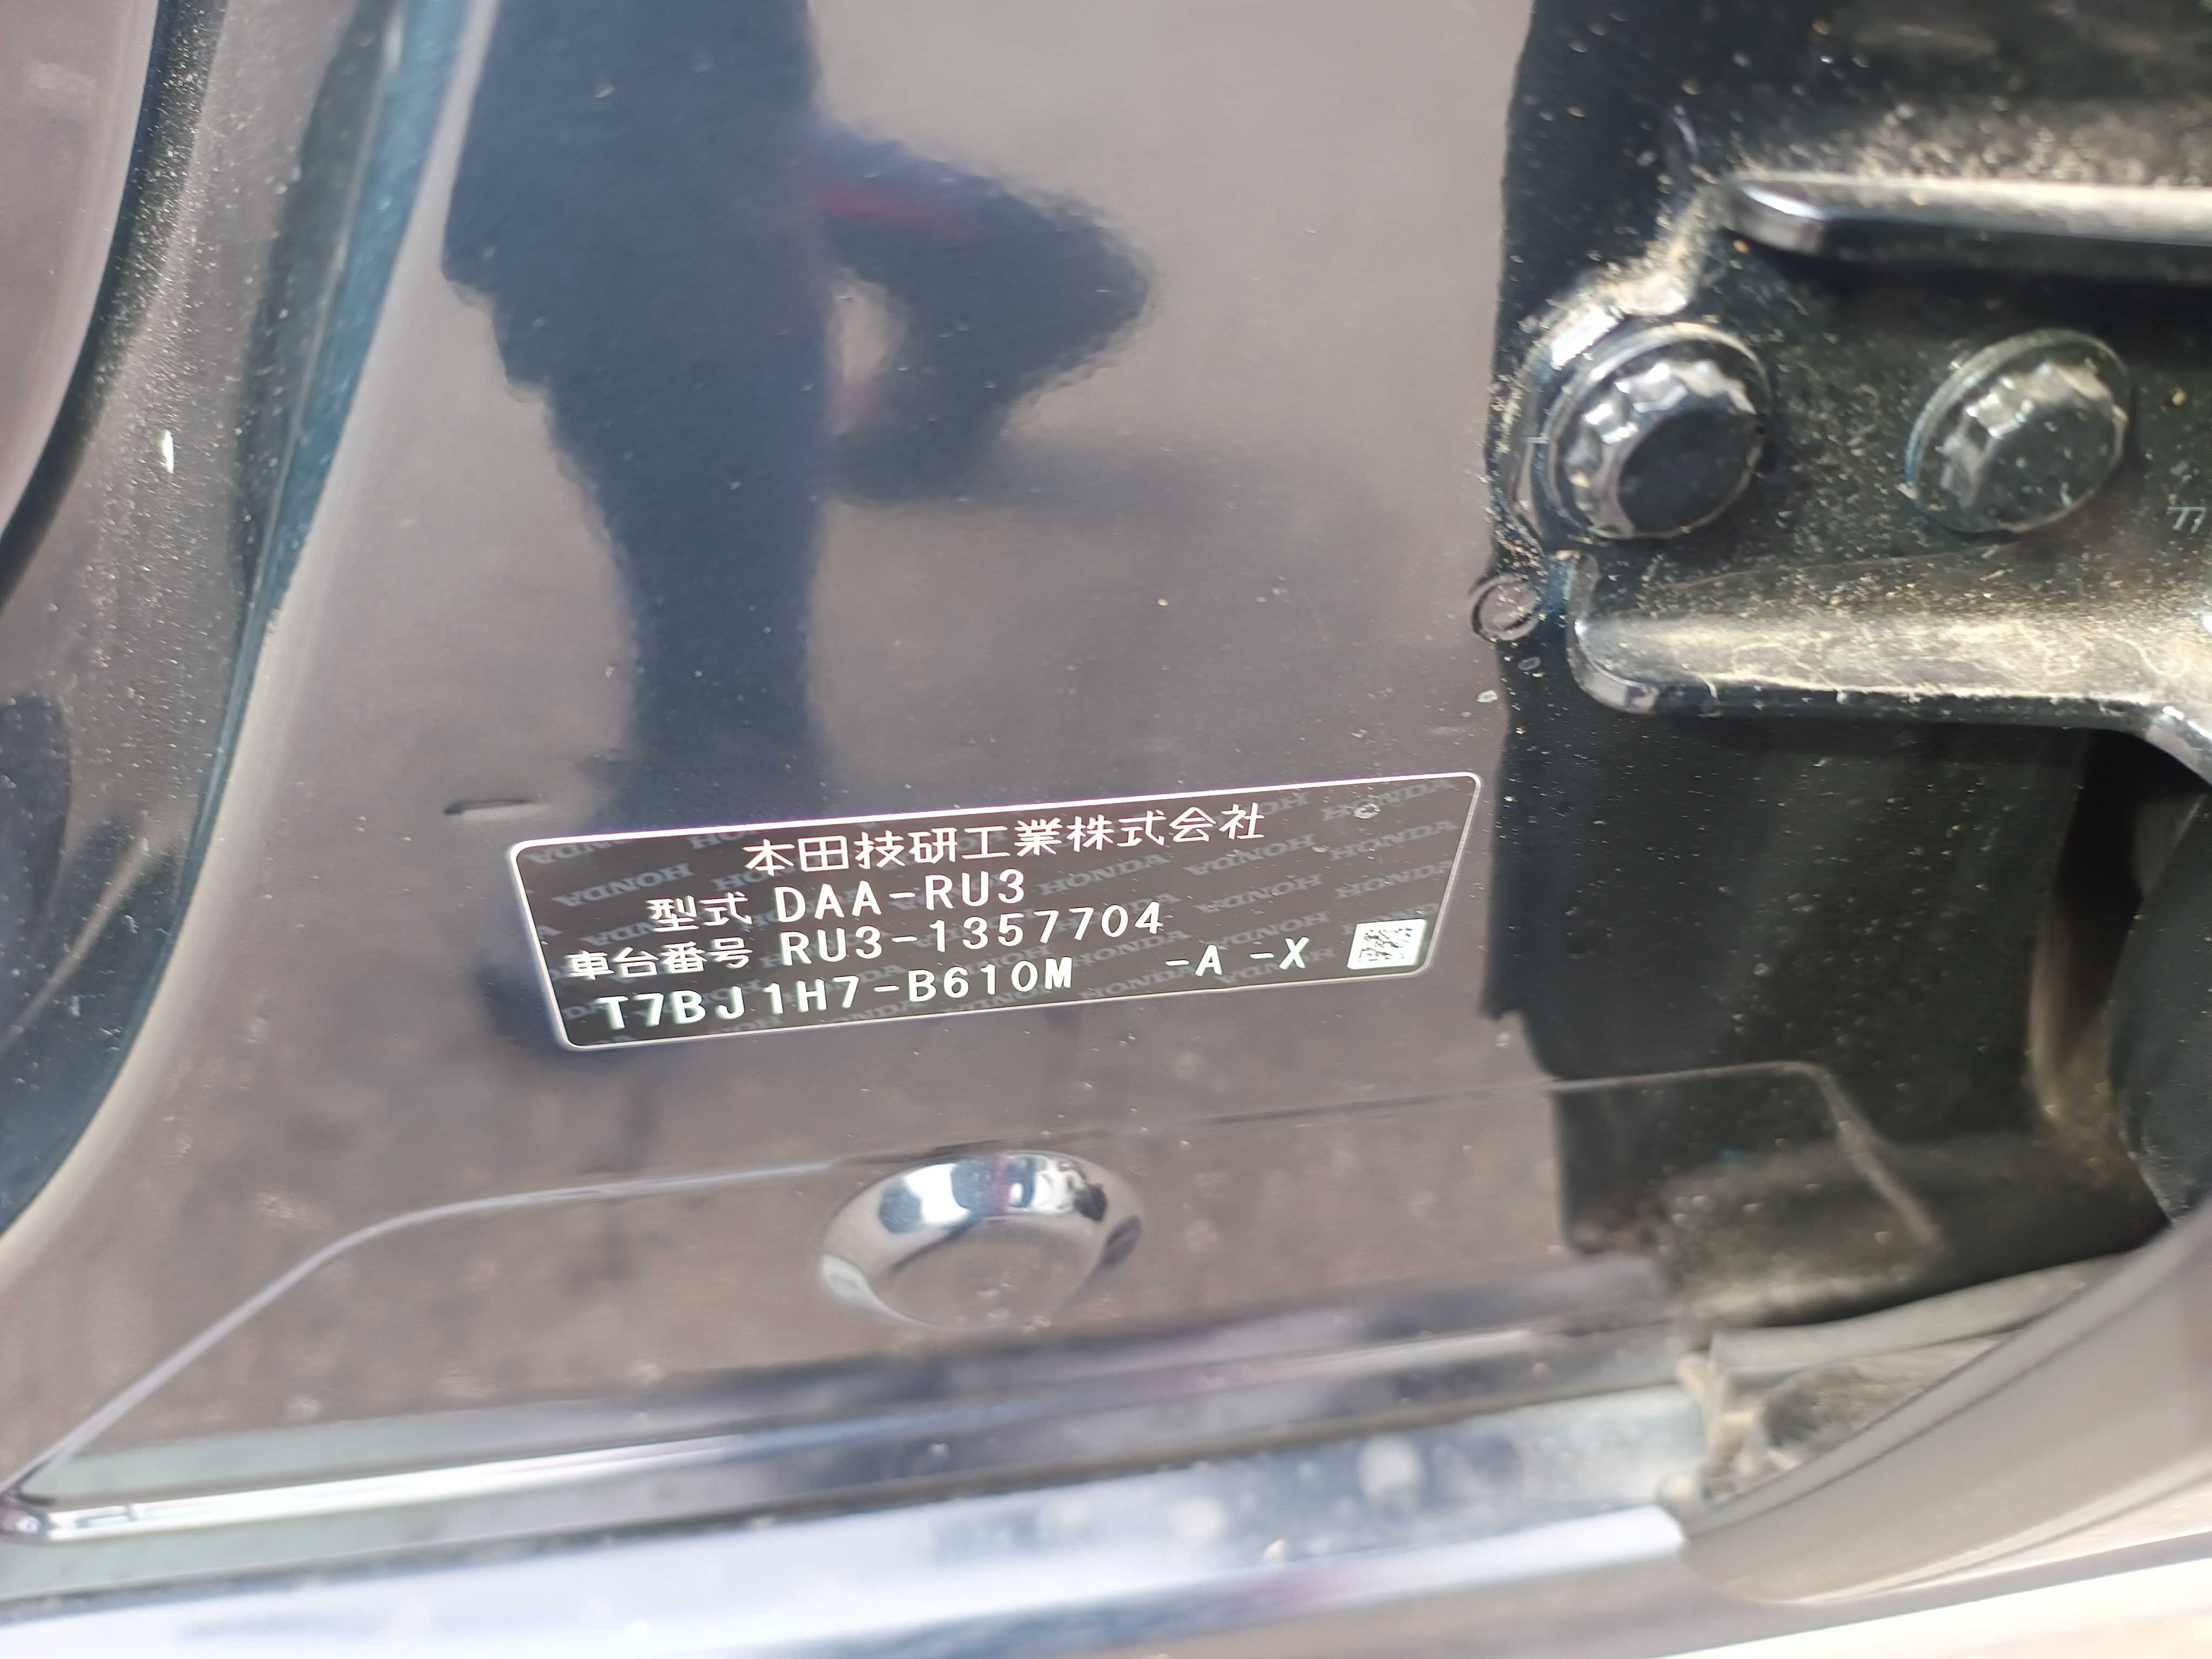 本田技研工業株式会社
型式 DAA-RU3
車台番号 RU3-1357704
T7BJ1H7-B610M -A -X
77